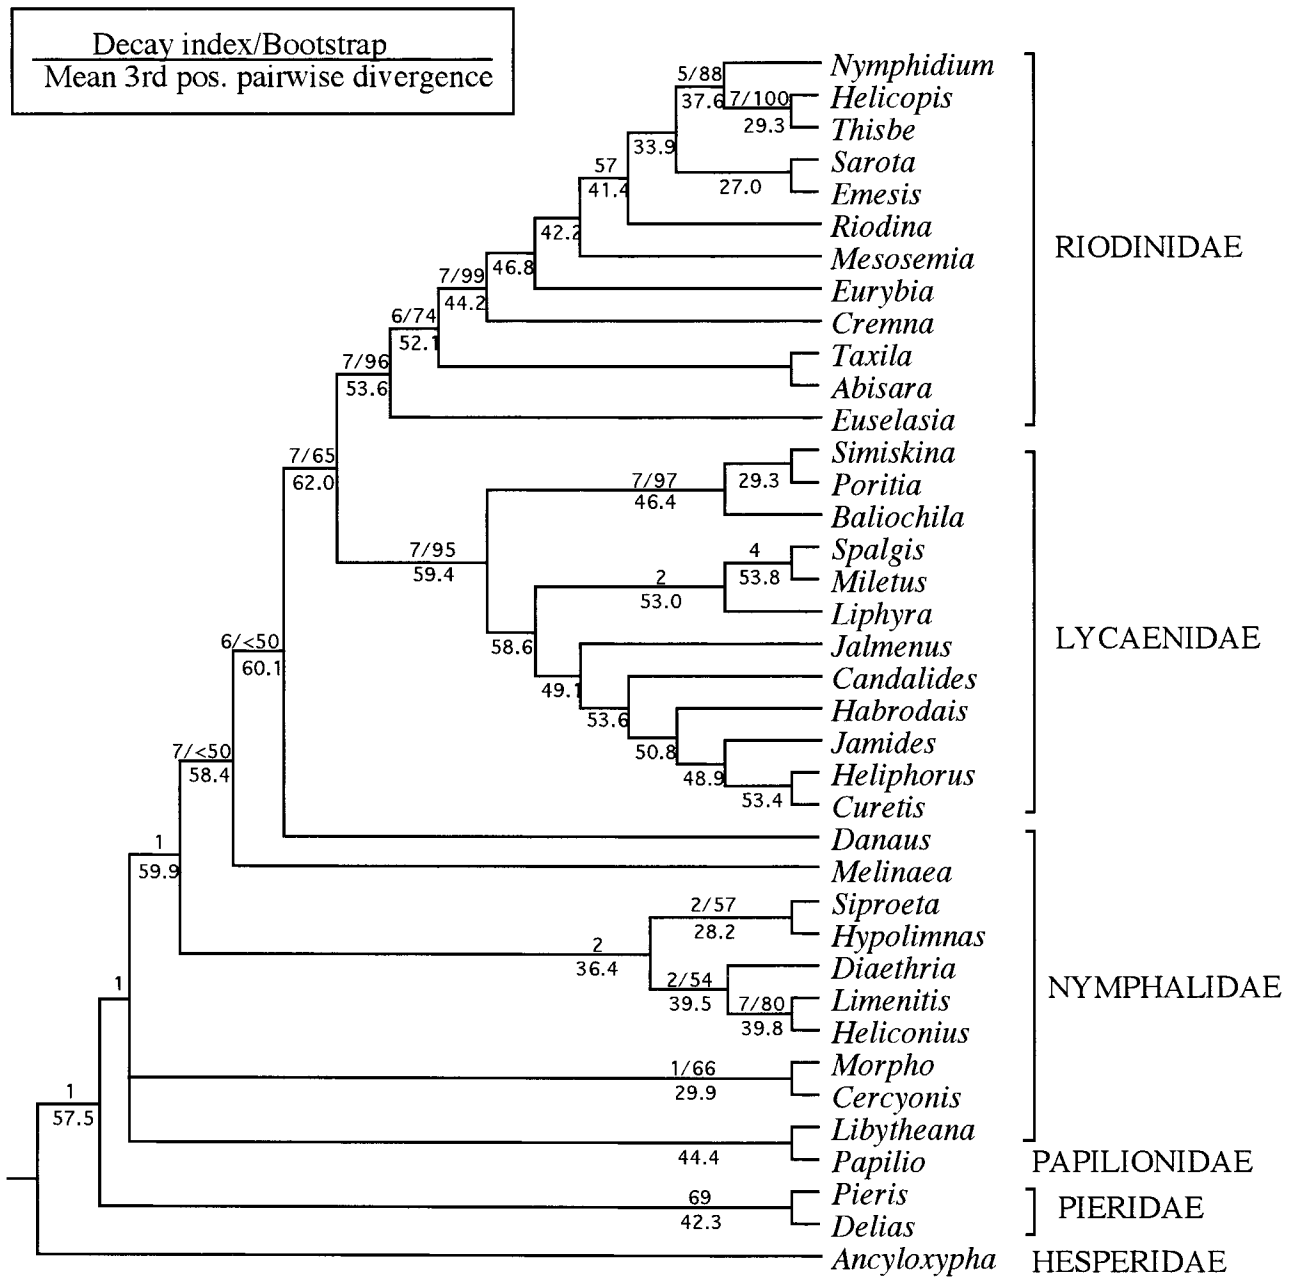 Decay index/Bootstrap
Mean 3rd pos. pairwise divergence
5/88
Nymphidium
37.6
7/100
Helicopis
29.3
Thisbe
33.9
Sarota
57
27.0
Emesis
41.4
Riodina
42.2
RIODINIDAE
Mesosemia
46.8
7/99
Eurybia
44.2
6/74
Cremna
52.1
Taxila
7/96
53.6
Abisara
Euselasia
7/65
Simiskina
62.0
7/97
29.3
Poritia
46.4
Baliochila
7/95
4
Spalgis
59.4
2
53.8
Miletus
53.0
Liphyra
6/<50
58.6
Jalmenus
LYCAENIDAE
60.1
49.1
Candalides
53.6
Habrodais
7/<50
50.8
Jamides
58.4
48.9
Heliphorus
53.4
Curetis
1
Danaus
59.9
Melinaea
2/57
Siproeta
28.2
2
Hypolimnas
36.4
Diaethria
1
2/54
39.5
7/80
Limenitis
NYMPHALIDAE
39.8
Heliconius
1/66
Morpho
1
29.9
Cercyonis
57.5
Libytheana
44.4
Papilio
PAPILIONIDAE
69
Pieris
PIERIDAE
42.3
Delias
Ancyloxypha
HESPERIDAE